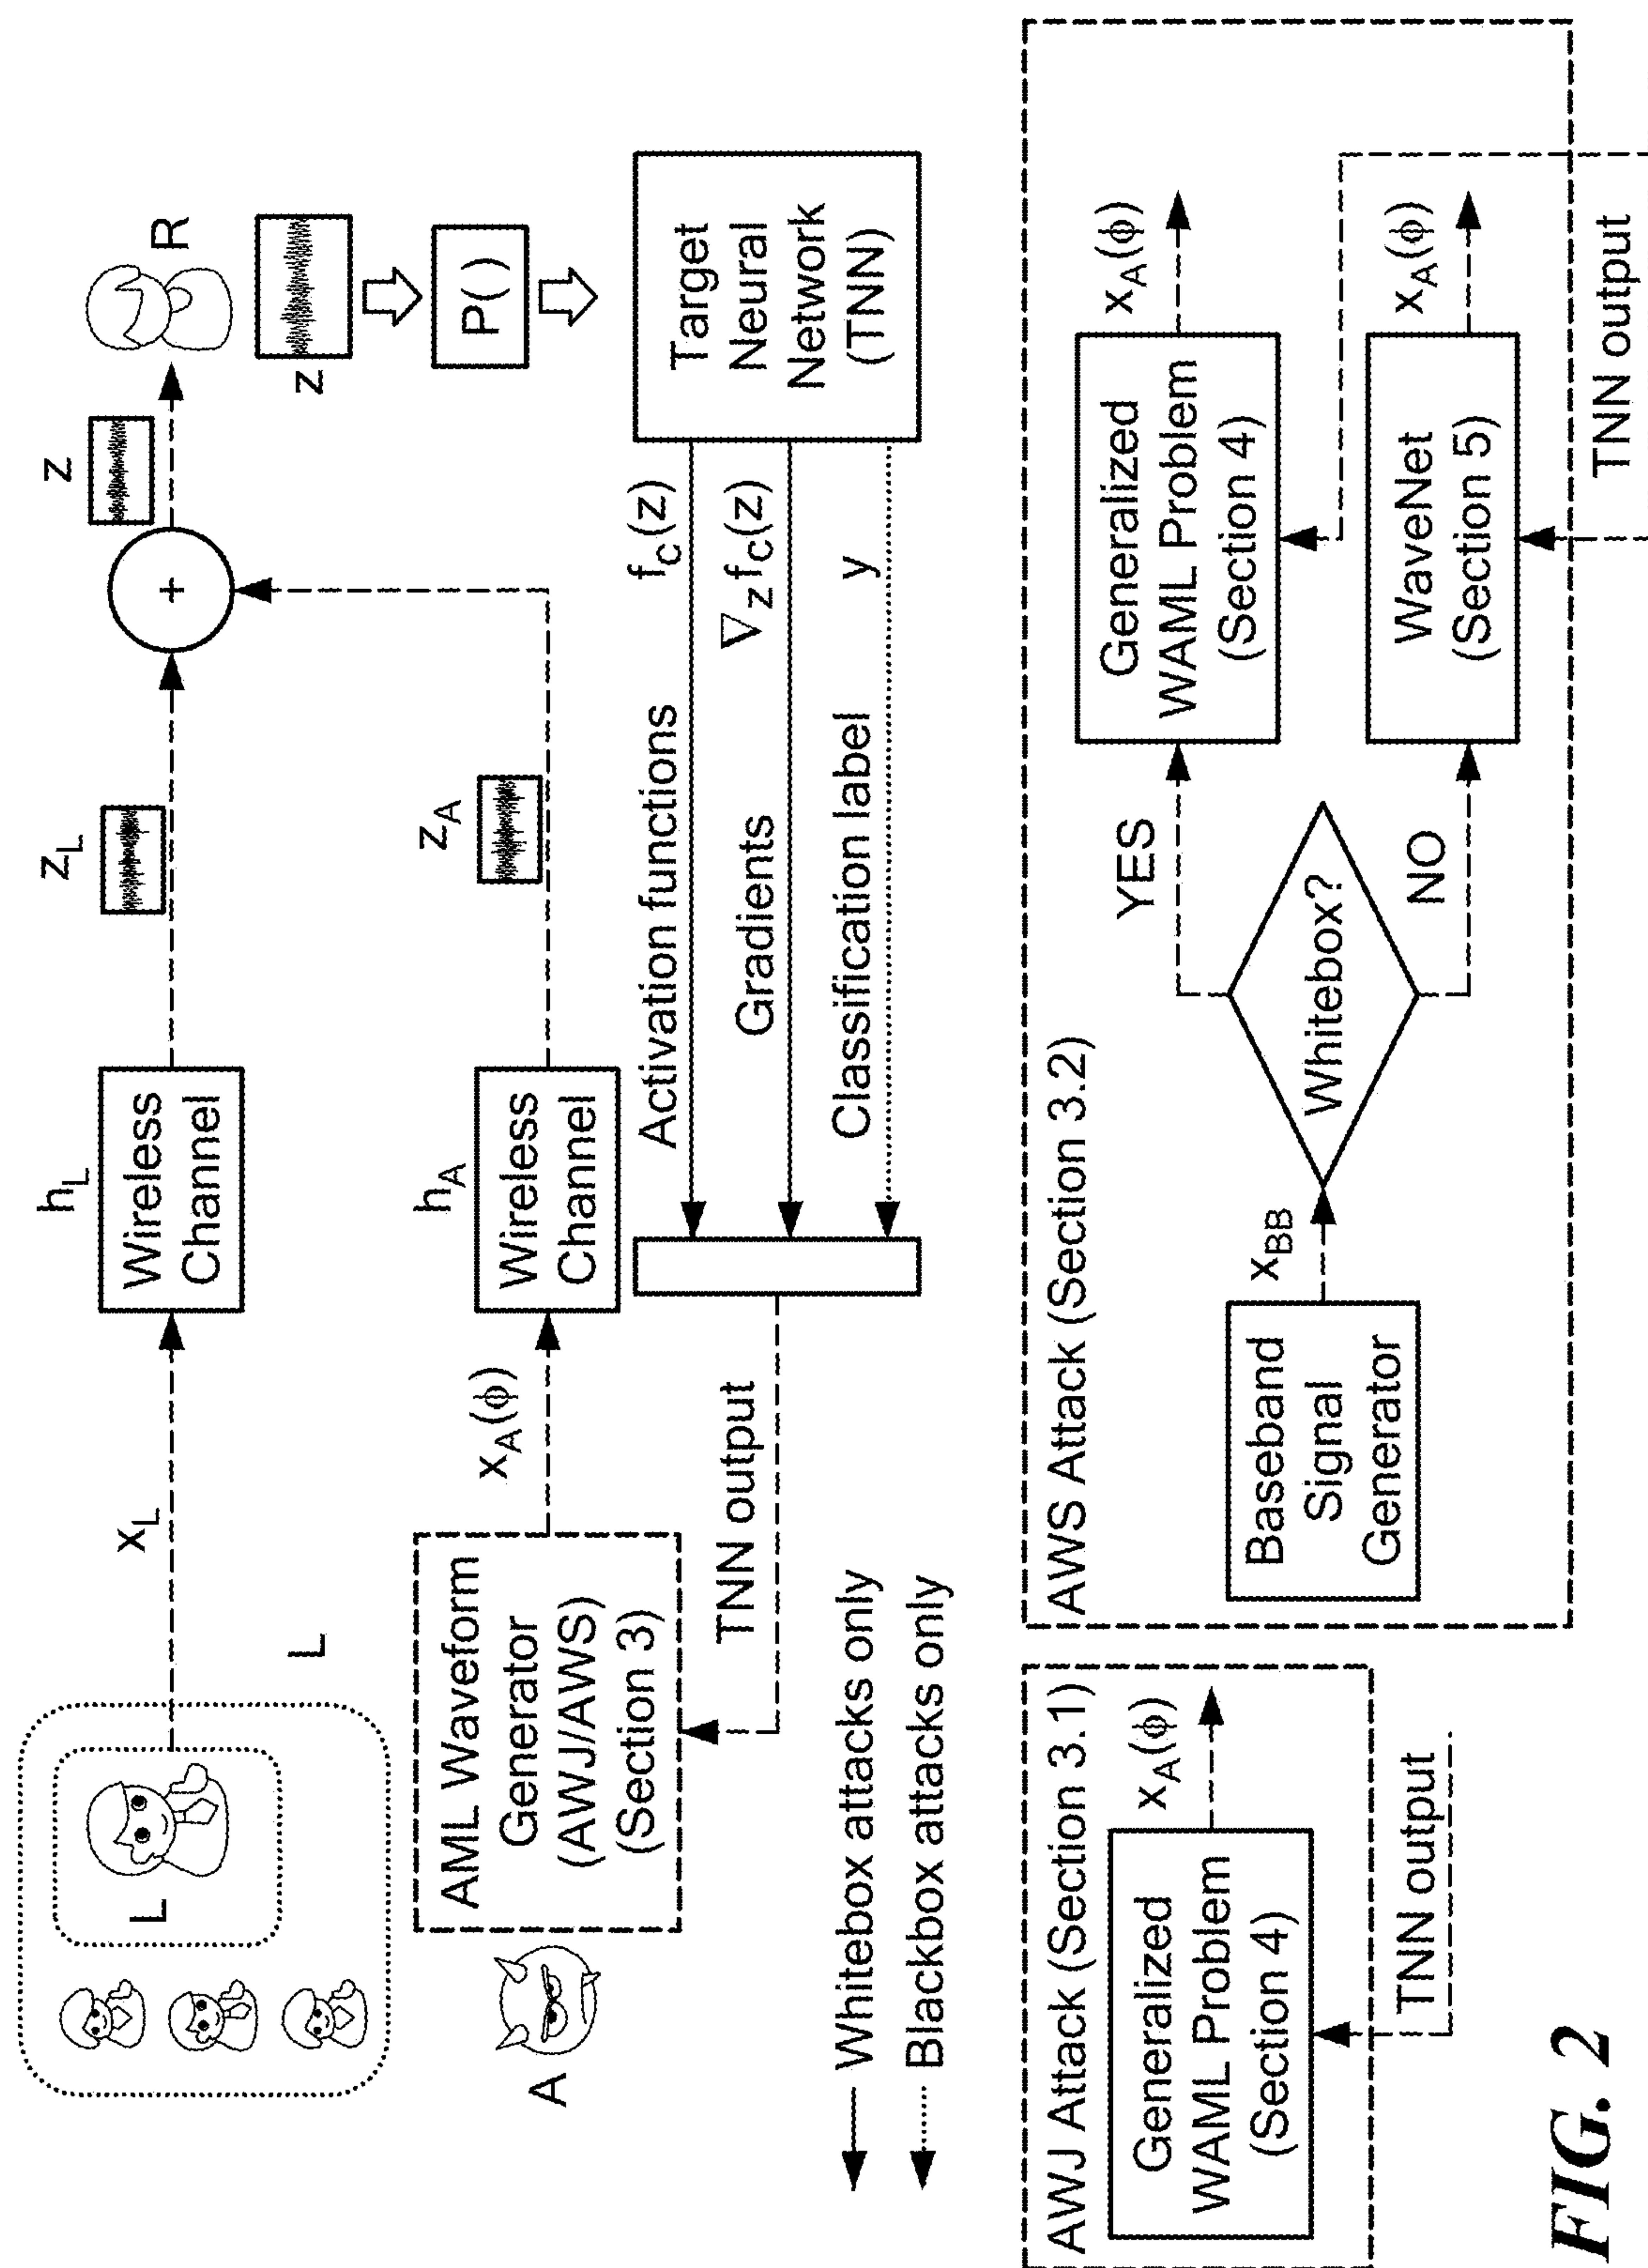 L
L
x_L
h_L
Wireless
Channel
z_L
+
z
R
z
P( )
Target
Neural
Network
(TNN)
A
AML Waveform
Generator
(AWJ/AWS)
(Section 3)
x_A(ϕ)
h_A
Wireless
Channel
z_A
Activation functions f_c(z)
Gradients ∇_z f_c(z)
Classification label y
TNN output
Whitebox attacks only
Blackbox attacks only
AWJ Attack (Section 3.1)
Generalized
WAML Problem
(Section 4)
x_A(ϕ)
TNN output
AWS Attack (Section 3.2)
Baseband
Signal
Generator
x_BB
Whitebox?
YES
NO
Generalized
WAML Problem
(Section 4)
x_A(ϕ)
WaveNet
(Section 5)
x_A(ϕ)
TNN output
FIG. 2